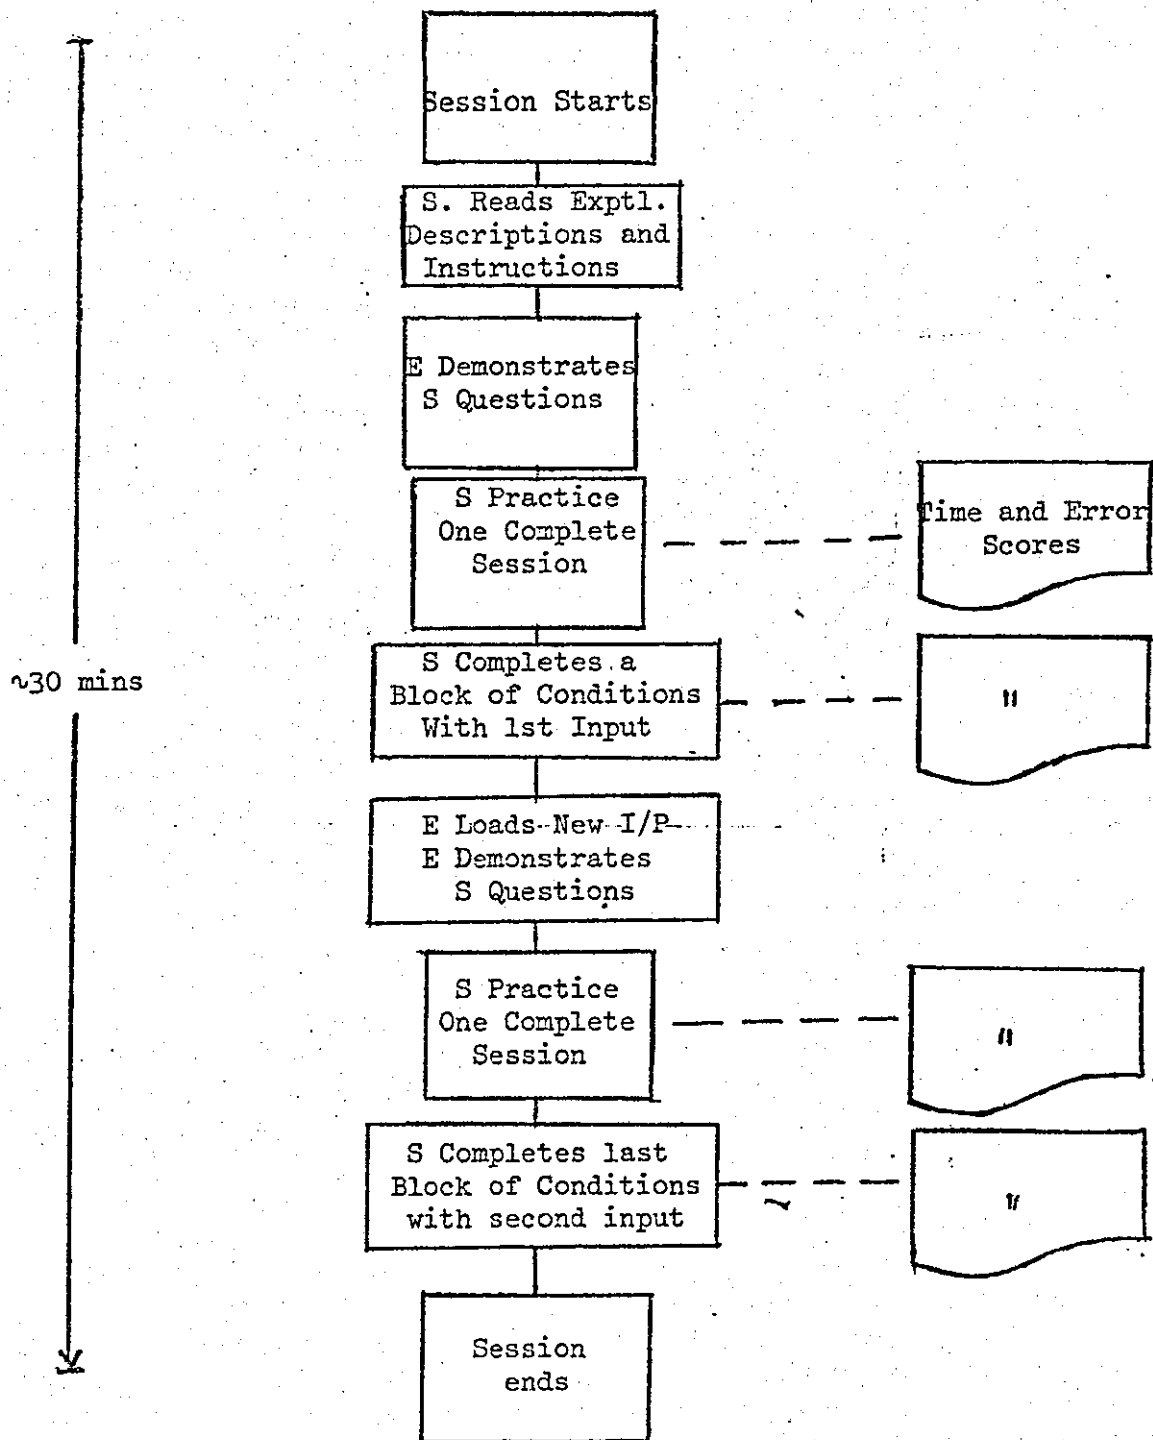 Session Starts
S. Reads Exptl.
Descriptions and
Instructions
E Demonstrates
S Questions
S Practice
One Complete
Session
Time and Error
Scores
~30 mins
S Completes a
Block of Conditions
With 1st Input
"
E Loads New I/P
E Demonstrates
S Questions
S Practice
One Complete
Session
"
S Completes last
Block of Conditions
with second input
"
Session
ends